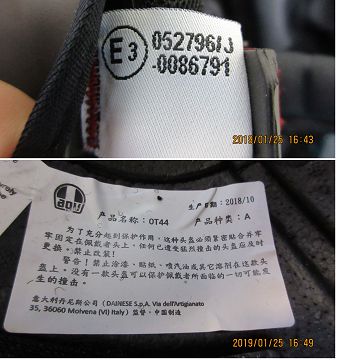 E3
052796/J
-0086791
2019/01/25 16:43
AGV
生产日期: 2018/10
产品名称: 0T44 产品种类: A
为了充分起到保护作用，这种头盔必须紧密贴合并牢
牢固定在佩戴者头上，任何已遭受猛烈撞击的头盔应及时
更换。禁止改装！
警告！禁止涂漆、贴纸、喷汽油或其它溶剂在这款头
盔上。没有一款头盔可以保护戴者所面临的一切可能发
生的撞击。
意大利丹尼斯公司 (DAINESE S.p.A. Via dell'Artigianato
35, 36060 Molvena (VI) Italy) 监督，中国制造
2019/01/25 16:49